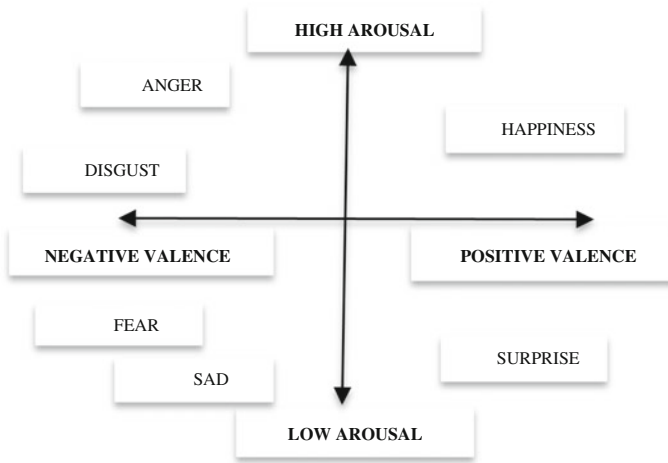 HIGH AROUSAL
ANGER
HAPPINESS
DISGUST
NEGATIVE VALENCE
POSITIVE VALENCE
FEAR
SURPRISE
SAD
LOW AROUSAL